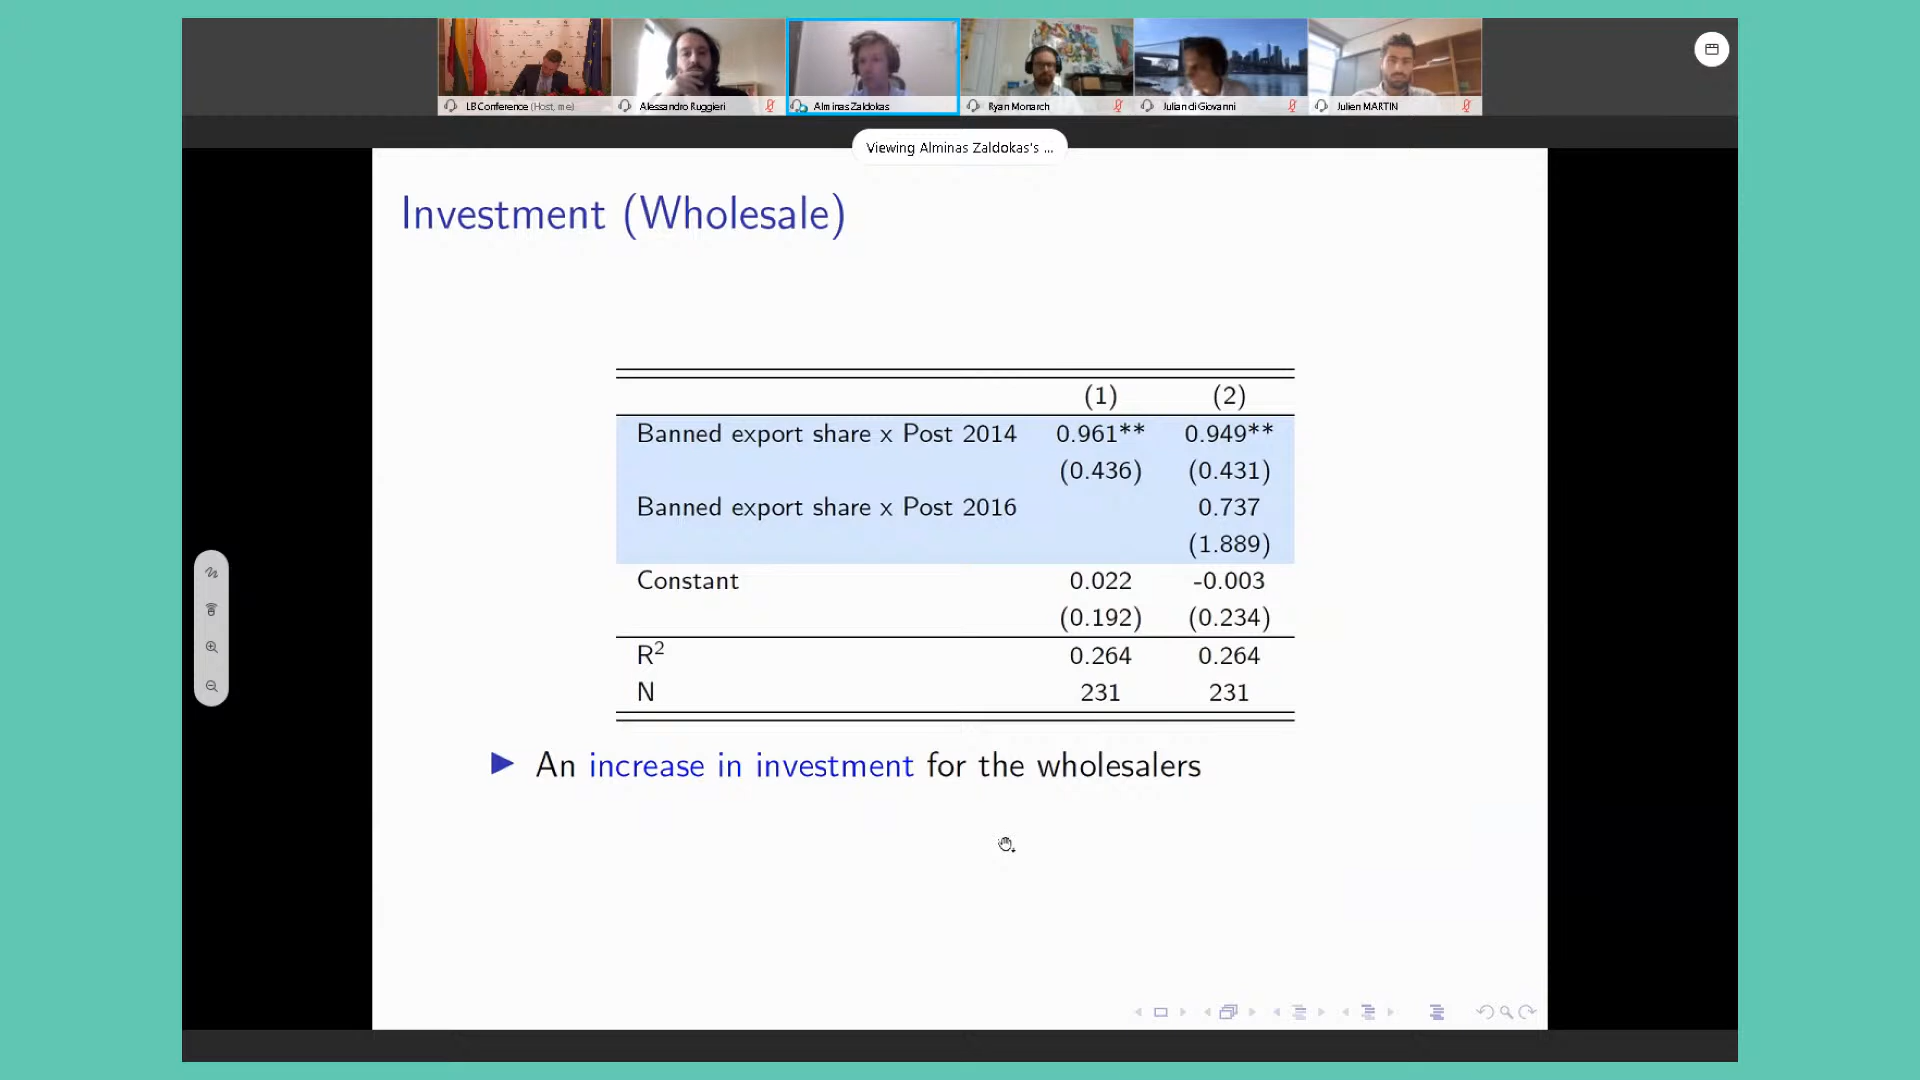 LB Conference (Host, me)
Alessandro Ruggieri
Alminas Zaldokas
Ryan Monarch
Julian di Giovanni
Julien MARTIN
Viewing Alminas Zaldokas's ...
Investment (Wholesale)
(1) (2)
Banned export share x Post 2014 0.961** 0.949**
(0.436) (0.431)
Banned export share x Post 2016 0.737
(1.889)
Constant 0.022 -0.003
(0.192) (0.234)
R² 0.264 0.264
N 231 231
An increase in investment for the wholesalers